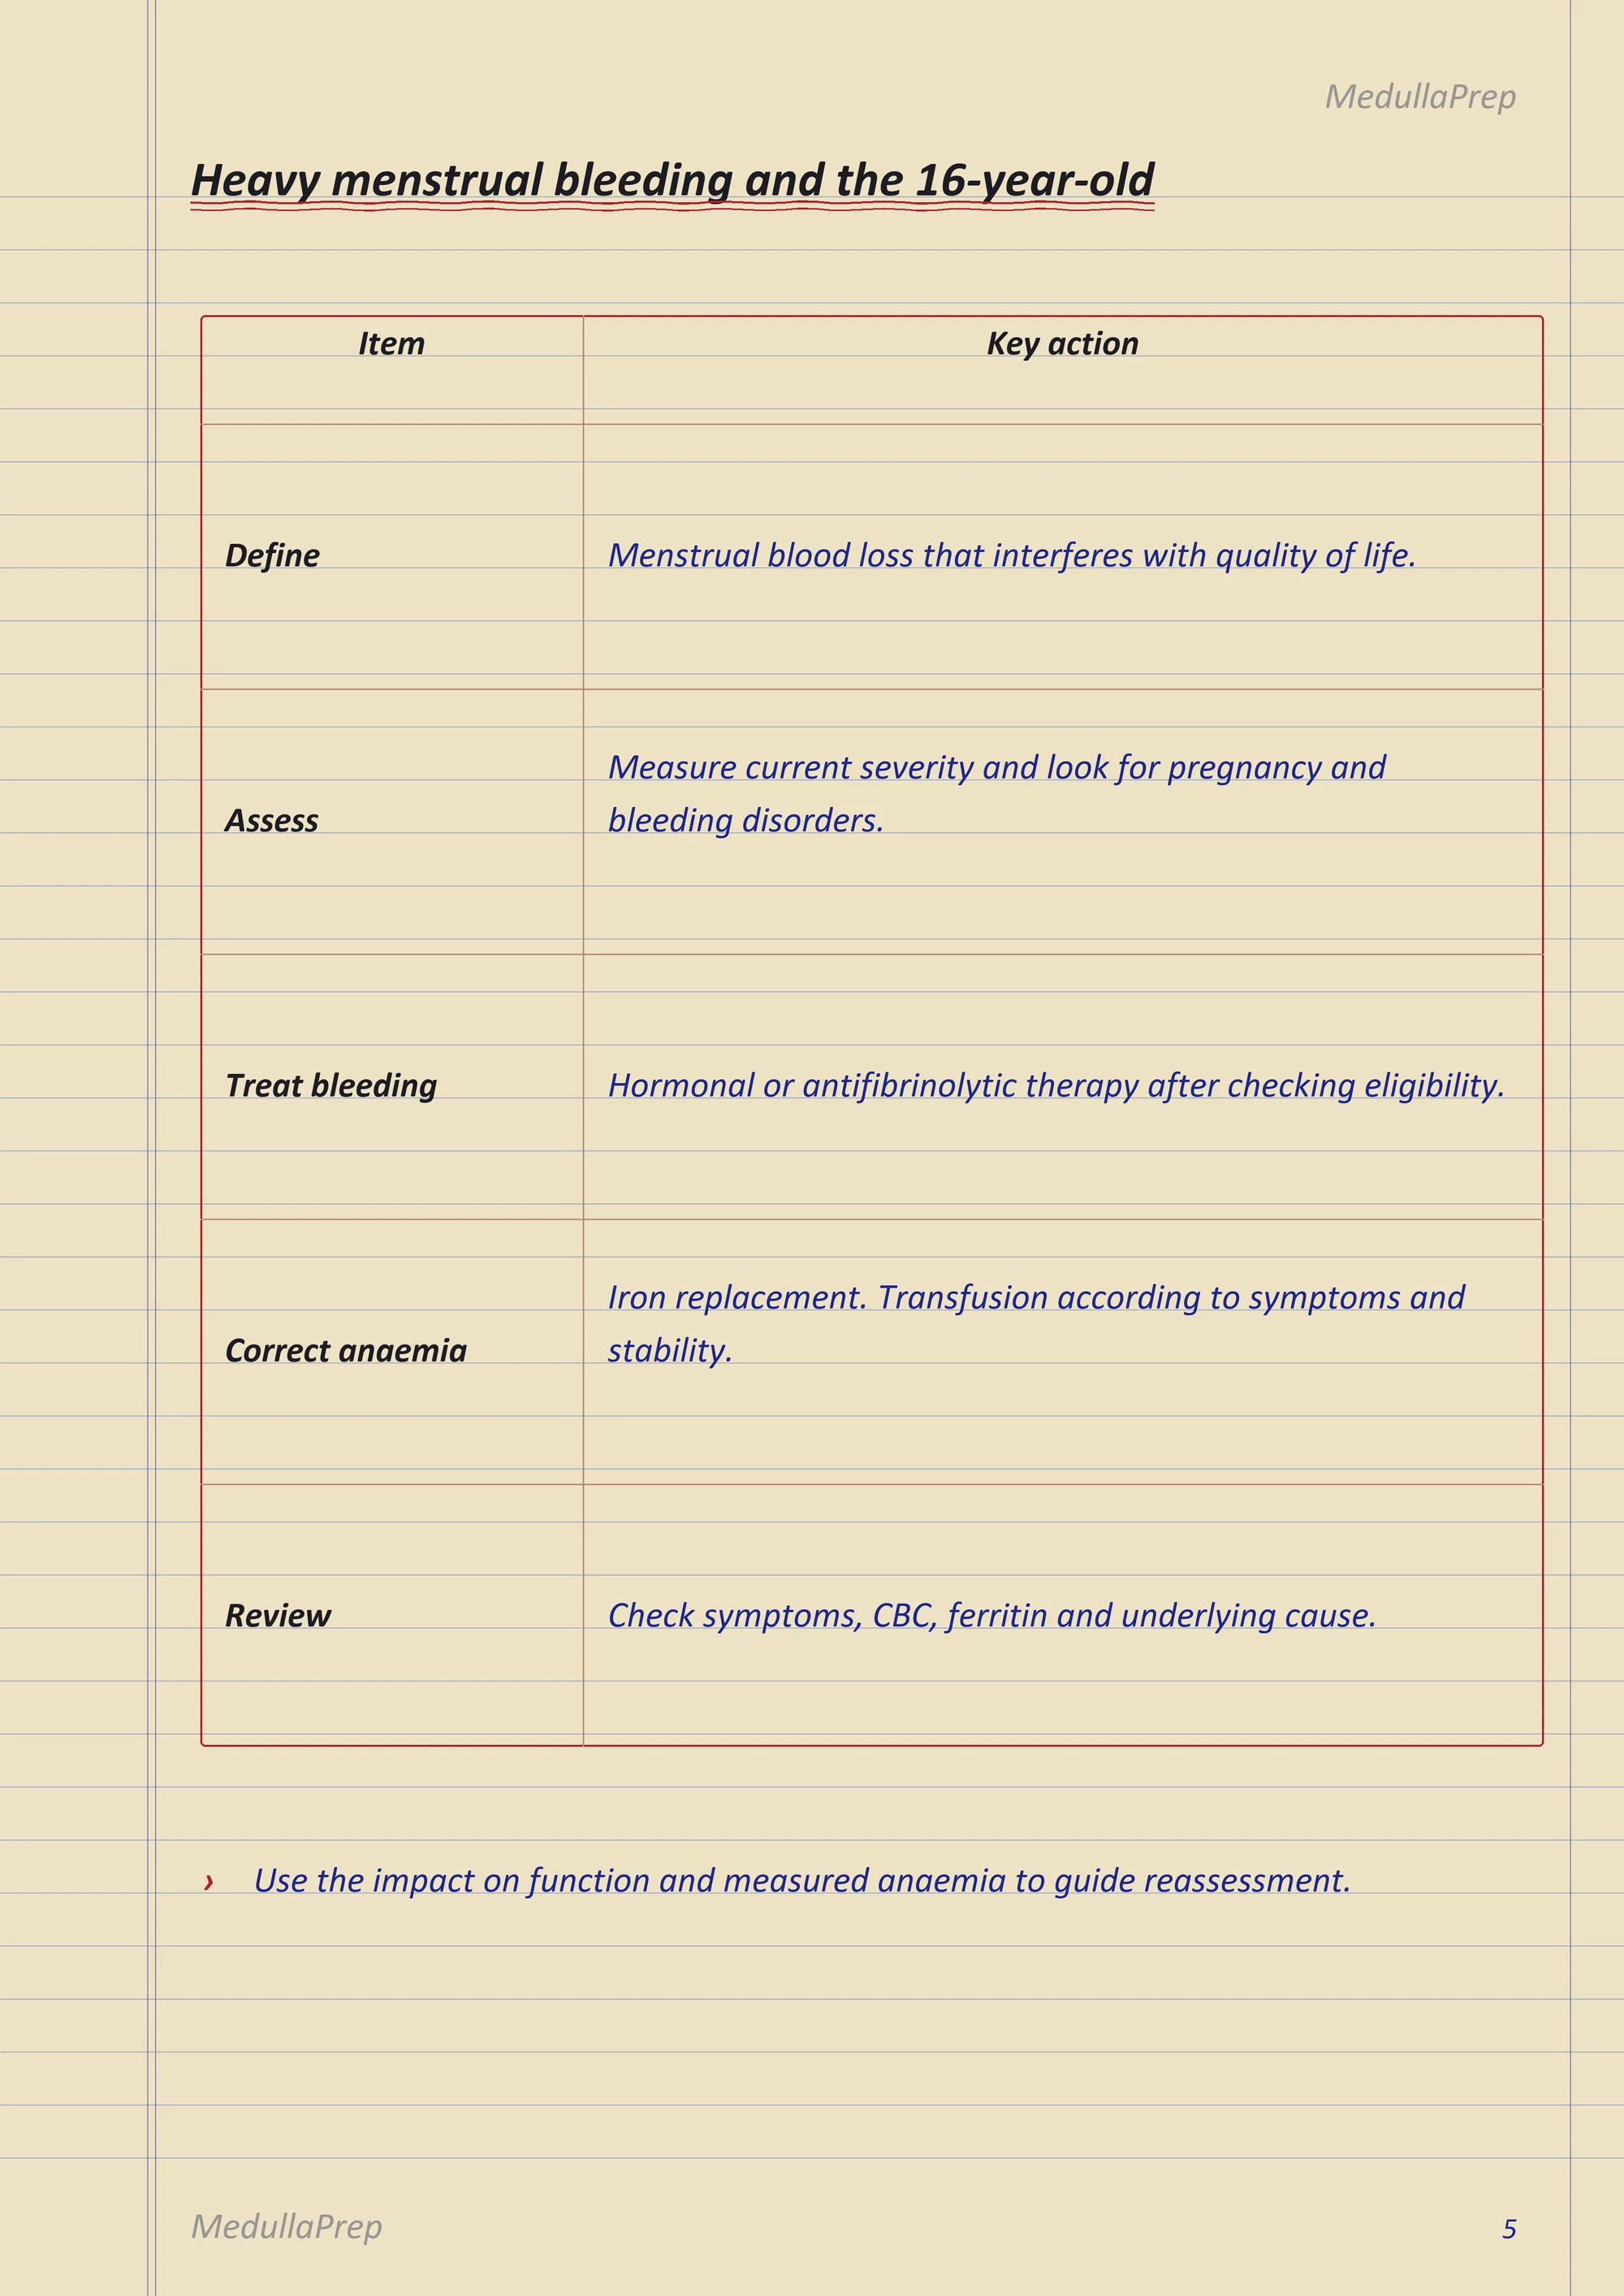 MedullaPrep
Heavy menstrual bleeding and the 16-year-old
Item Key action
Define Menstrual blood loss that interferes with quality of life.
Measure current severity and look for pregnancy and
Assess bleeding disorders.
Treat bleeding Hormonal or antifibrinolytic therapy after checking eligibility.
Iron replacement. Transfusion according to symptoms and
Correct anaemia stability.
Review Check symptoms, CBC, ferritin and underlying cause.
› Use the impact on function and measured anaemia to guide reassessment.
MedullaPrep 5